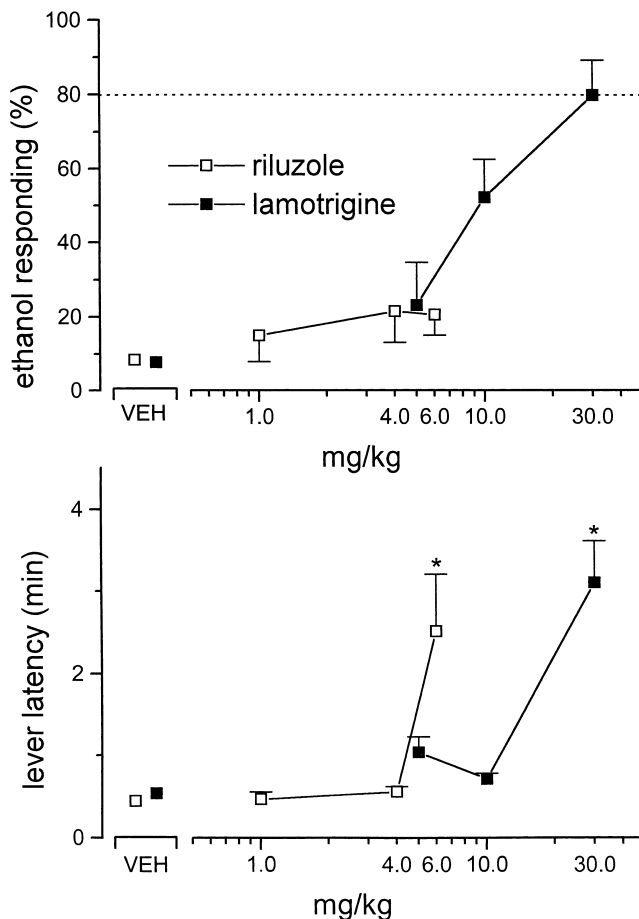 100
80
60
40
20
0
ethanol responding (%)
riluzole
lamotrigine
VEH
1.0 4.0 6.0 10.0 30.0
mg/kg
4
2
0
lever latency (min)
*
*
VEH
1.0 4.0 6.0 10.0 30.0
mg/kg